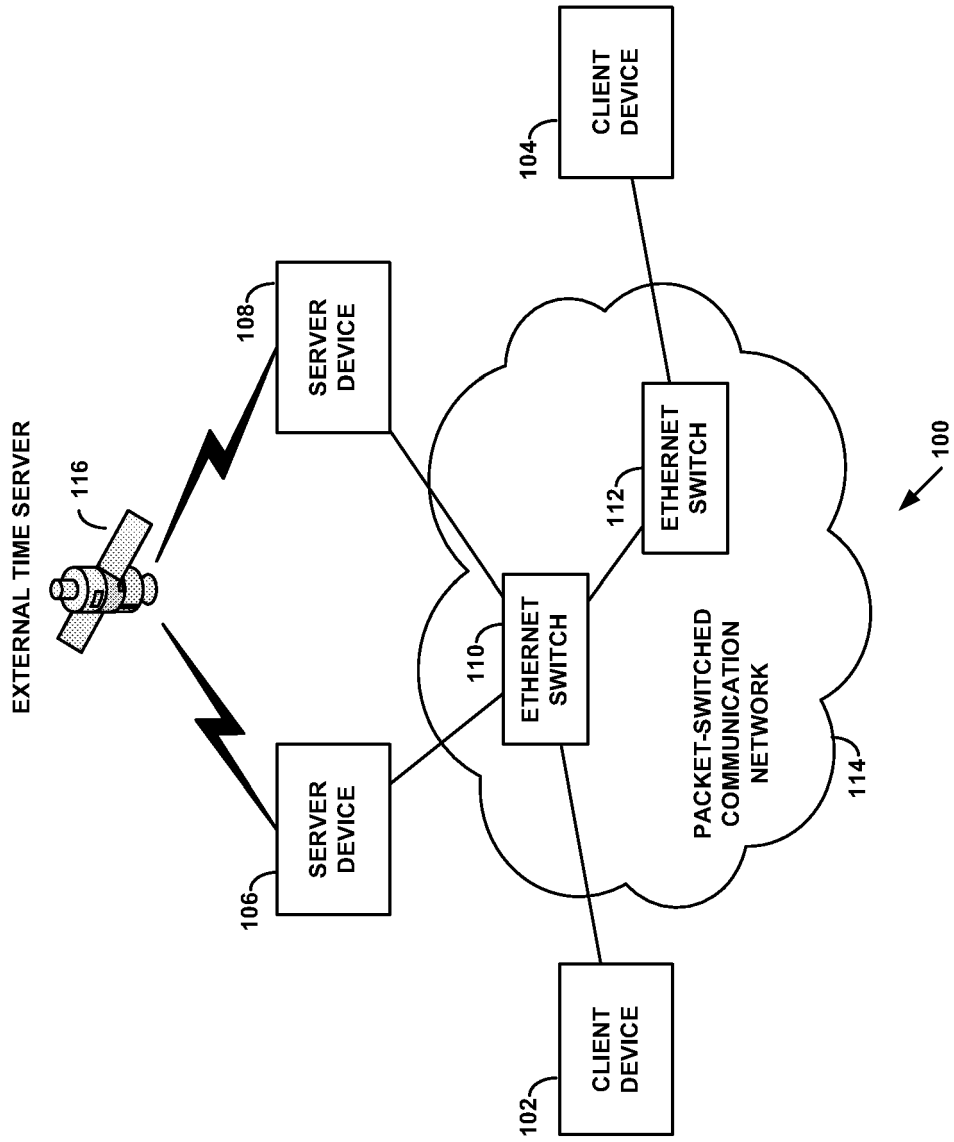 EXTERNAL TIME SERVER
116
106
SERVER
DEVICE
108
SERVER
DEVICE
110
ETHERNET
SWITCH
102
CLIENT
DEVICE
112
ETHERNET
SWITCH
104
CLIENT
DEVICE
PACKET-SWITCHED
COMMUNICATION
NETWORK
114
100